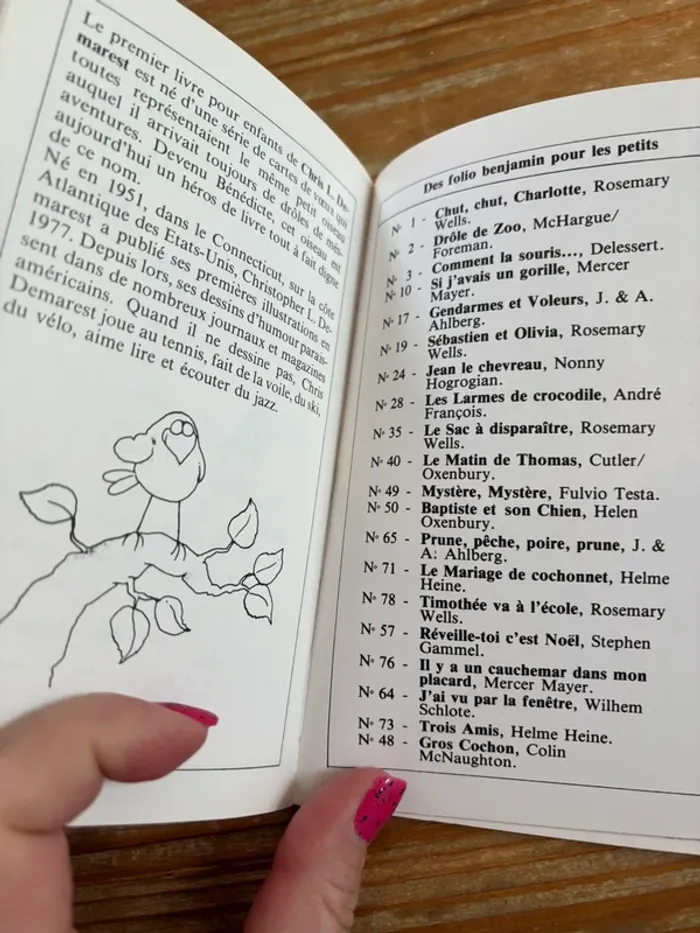 Le premier livre pour enfants de Chris L. De-
marest est né d'une série de cartes de vœux qui
toutes représentaient le même petit oiseau
auquel il arrivait toujours de drôles de més-
aventures. Devenu Bénédicte, cet oiseau est
aujourd'hui un héros de livre tout à fait digne
de ce nom.
Né en 1951, dans le Connecticut, sur la côte
Atlantique des Etats-Unis, Christopher L. De-
marest a publié ses premières illustrations en
1977. Depuis lors, ses dessins d'humour parais-
sent dans de nombreux journaux et magazines
américains. Quand il ne dessine pas, Chris
Demarest joue au tennis, fait de la voile, du ski,
du vélo, aime lire et écouter du jazz.
Des folio benjamin pour les petits
N° 1 - Chut, chut, Charlotte, Rosemary
Wells.
N° 2 - Drôle de Zoo, McHargue/
Foreman.
N° 3 - Comment la souris..., Delessert.
N° 10 - Si j'avais un gorille, Mercer
Mayer.
N° 17 - Gendarmes et Voleurs, J. & A.
Ahlberg.
N° 19 - Sébastien et Olivia, Rosemary
Wells.
N° 24 - Jean le chevreau, Nonny
Hogrogian.
N° 28 - Les Larmes de crocodile, André
François.
N° 35 - Le Sac à disparaître, Rosemary
Wells.
N° 40 - Le Matin de Thomas, Cutler/
Oxenbury.
N° 49 - Mystère, Mystère, Fulvio Testa.
N° 50 - Baptiste et son Chien, Helen
Oxenbury.
N° 65 - Prune, pêche, poire, prune, J. &
A: Ahlberg.
N° 71 - Le Mariage de cochonnet, Helme
Heine.
N° 78 - Timothée va à l'école, Rosemary
Wells.
N° 57 - Réveille-toi c'est Noël, Stephen
Gammel.
N° 76 - Il y a un cauchemar dans mon
placard, Mercer Mayer.
N° 64 - J'ai vu par la fenêtre, Wilhem
Schlote.
N° 73 - Trois Amis, Helme Heine.
N° 48 - Gros Cochon, Colin
McNaughton.